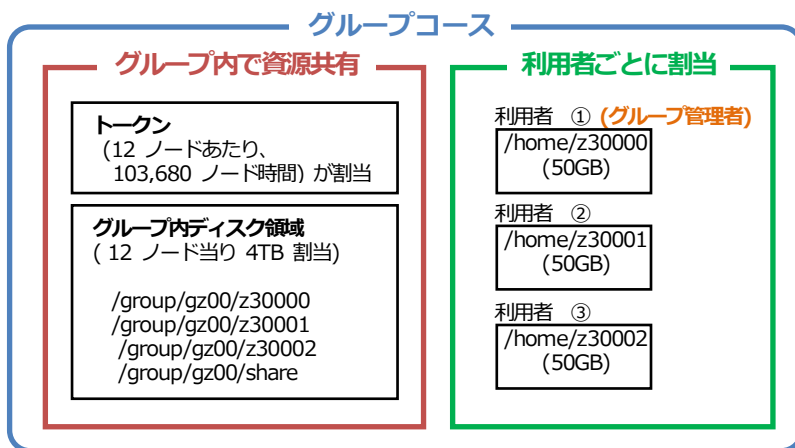 グループコース
グループ内で資源共有
トークン
(12 ノードあたり、
103,680 ノード時間) が割当
グループ内ディスク領域
( 12 ノード当り 4TB 割当)
/group/gz00/z30000
/group/gz00/z30001
/group/gz00/z30002
/group/gz00/share
利用者ごとに割当
利用者 ① (グループ管理者)
/home/z30000
(50GB)
利用者 ②
/home/z30001
(50GB)
利用者 ③
/home/z30002
(50GB)